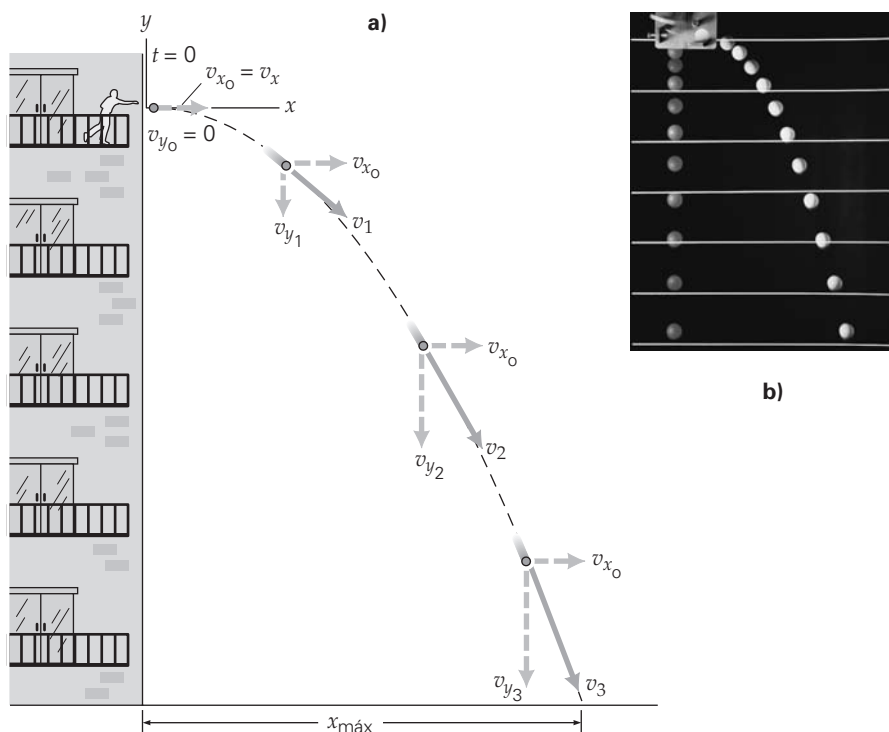 y
a)
t = 0
v_{x_o} = v_x
x
v_{y_o} = 0
v_{x_o}
v_{y_1}
v_1
v_{x_o}
b)
v_{y_2}
v_2
v_{x_o}
v_{y_3}
v_3
x_{máx}